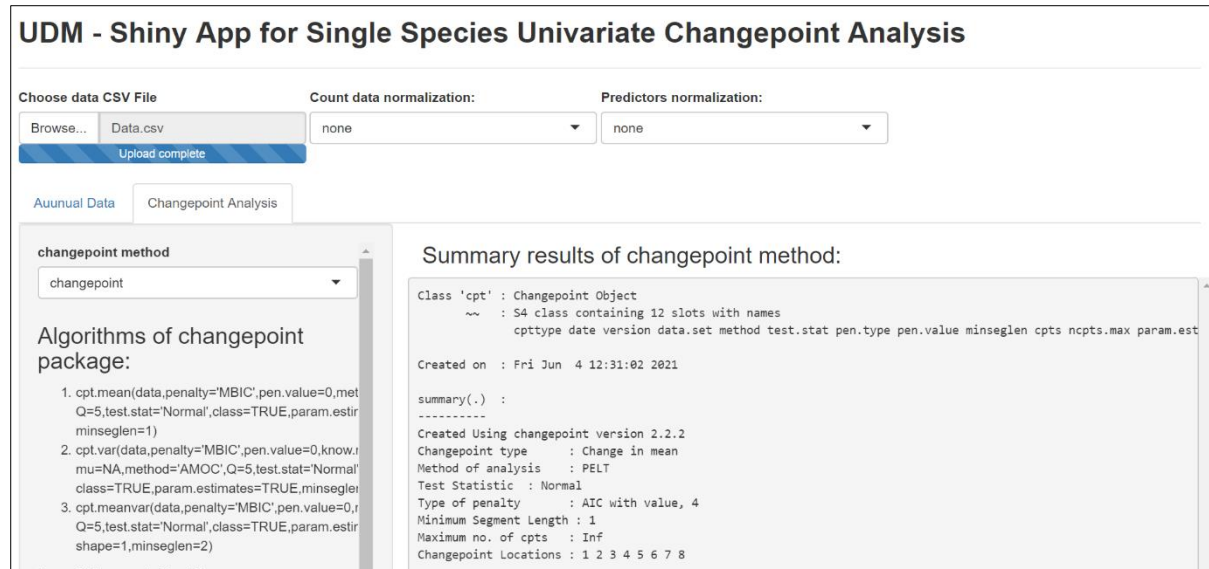 UDM - Shiny App for Single Species Univariate Changepoint Analysis
Choose data CSV File
Count data normalization:
Predictors normalization:
Browse...
Data.csv
none
none
Upload complete
Auunual Data
Changepoint Analysis
changepoint method
changepoint
Algorithms of changepoint
package:
1. cpt.mean(data,penalty='MBIC',pen.value=0,met
Q=5,test.stat='Normal',class=TRUE,param.estir
minseglen=1)
2. cpt.var(data,penalty='MBIC',pen.value=0,know.r
mu=NA,method='AMOC',Q=5,test.stat='Normal'
class=TRUE,param.estimates=TRUE,minsegler
3. cpt.meanvar(data,penalty='MBIC',pen.value=0,r
Q=5,test.stat='Normal',class=TRUE,param.estir
shape=1,minseglen=2)
Summary results of changepoint method:
Class 'cpt' : Changepoint Object
~~ : S4 class containing 12 slots with names
cpttype date version data.set method test.stat pen.type pen.value minseglen cpts ncpts.max param.est
Created on : Fri Jun 4 12:31:02 2021
summary(.) :
----------
Created Using changepoint version 2.2.2
Changepoint type : Change in mean
Method of analysis : PELT
Test Statistic : Normal
Type of penalty : AIC with value, 4
Minimum Segment Length : 1
Maximum no. of cpts : Inf
Changepoint Locations : 1 2 3 4 5 6 7 8